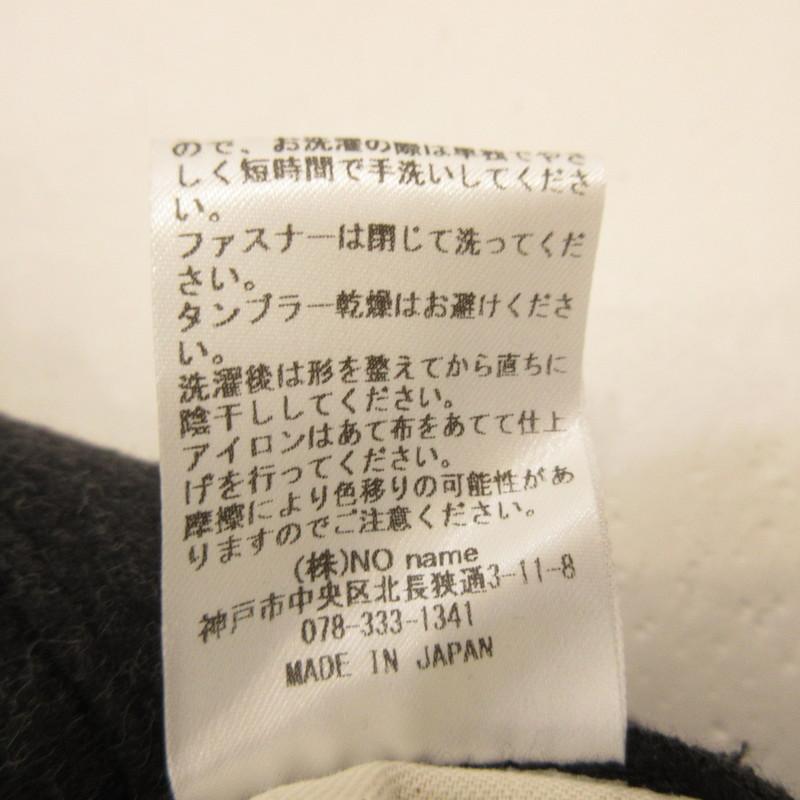 ので、お洗濯の際は単独でやさ
しく短時間で手洗いしてくださ
い。
ファスナーは閉じて洗ってくだ
さい。
タンブラー乾燥はお避けくださ
い。
洗濯後は形を整えてから直ちに
陰干ししてください。
アイロンはあて布をあてて仕上
げを行ってください。
摩擦により色移りの可能性があ
りますのでご注意ください。
(株)NO name
神戸市中央区北長狭通3-11-8
078-333-1341
MADE IN JAPAN